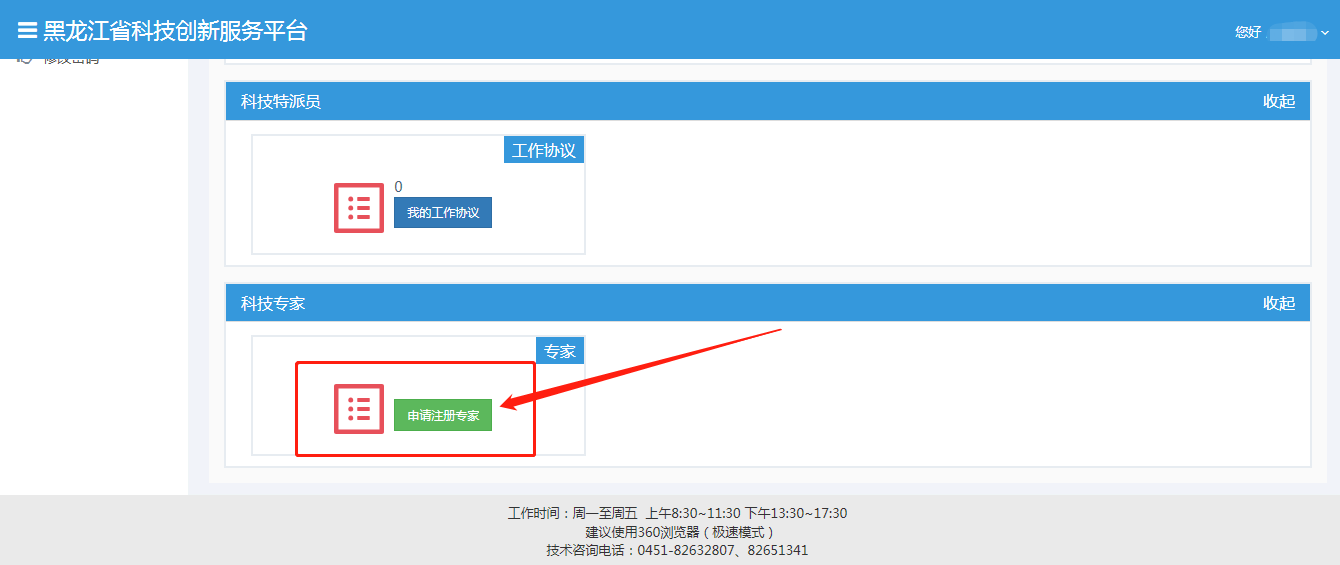 黑龙江省科技创新服务平台
您好
修改密码
科技特派员
收起
工作协议
0
我的工作协议
科技专家
收起
专家
申请注册专家
工作时间：周一至周五 上午8:30~11:30 下午13:30~17:30
建议使用360浏览器（极速模式）
技术咨询电话：0451-82632807、82651341